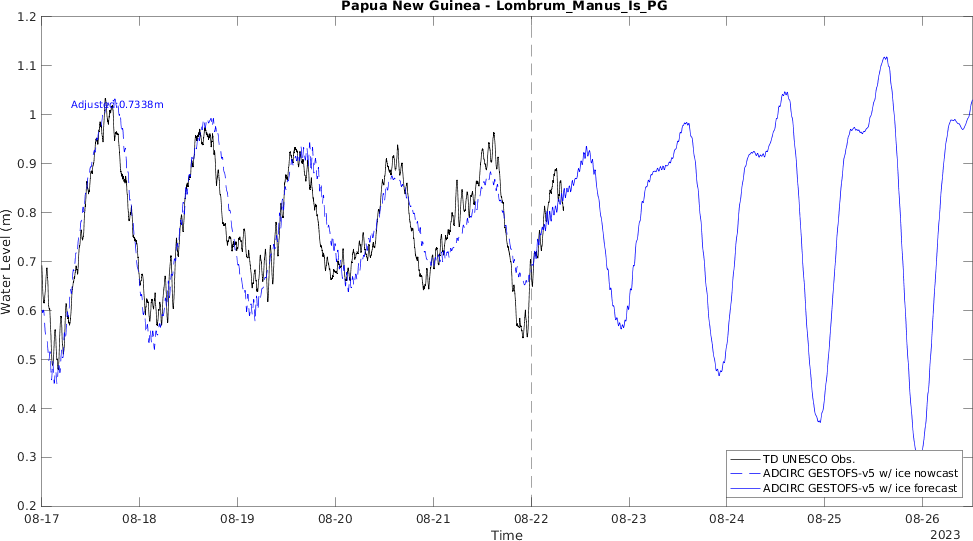 Papua New Guinea - Lombrum_Manus_Is_PG
1.2
1.1
1
0.9
0.8
0.7
0.6
0.5
0.4
0.3
0.2
Water Level (m)
Adjusted 0.7338m
TD UNESCO Obs.
ADCIRC GESTOFS-v5 w/ ice nowcast
ADCIRC GESTOFS-v5 w/ ice forecast
08-17 08-18 08-19 08-20 08-21 08-22 08-23 08-24 08-25 08-26
Time
2023